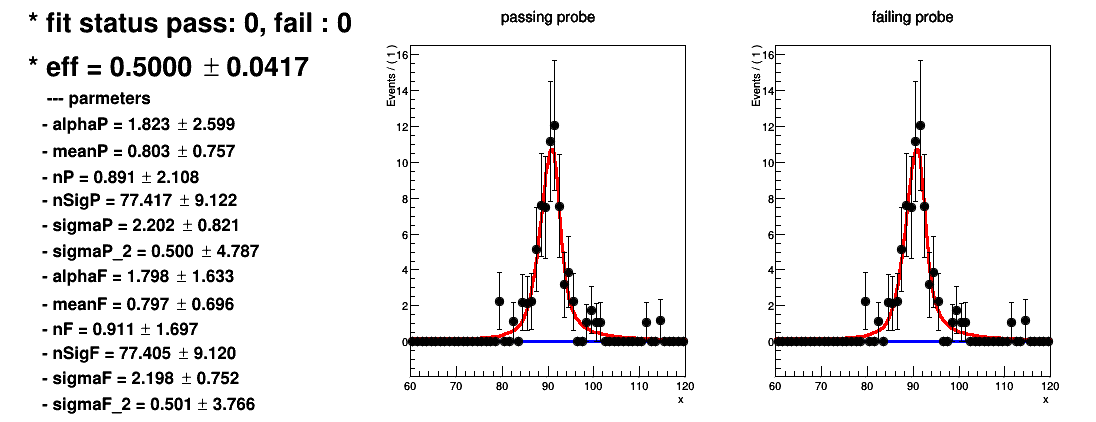 * fit status pass: 0, fail : 0
* eff = 0.5000 ± 0.0417
--- parmeters
- alphaP = 1.823 ± 2.599
- meanP = 0.803 ± 0.757
- nP = 0.891 ± 2.108
- nSigP = 77.417 ± 9.122
- sigmaP = 2.202 ± 0.821
- sigmaP_2 = 0.500 ± 4.787
- alphaF = 1.798 ± 1.633
- meanF = 0.797 ± 0.696
- nF = 0.911 ± 1.697
- nSigF = 77.405 ± 9.120
- sigmaF = 2.198 ± 0.752
- sigmaF_2 = 0.501 ± 3.766
passing probe
Events / ( 1 )
16
14
12
10
8
6
4
2
0
60 70 80 90 100 110 120
x
failing probe
Events / ( 1 )
16
14
12
10
8
6
4
2
0
60 70 80 90 100 110 120
x